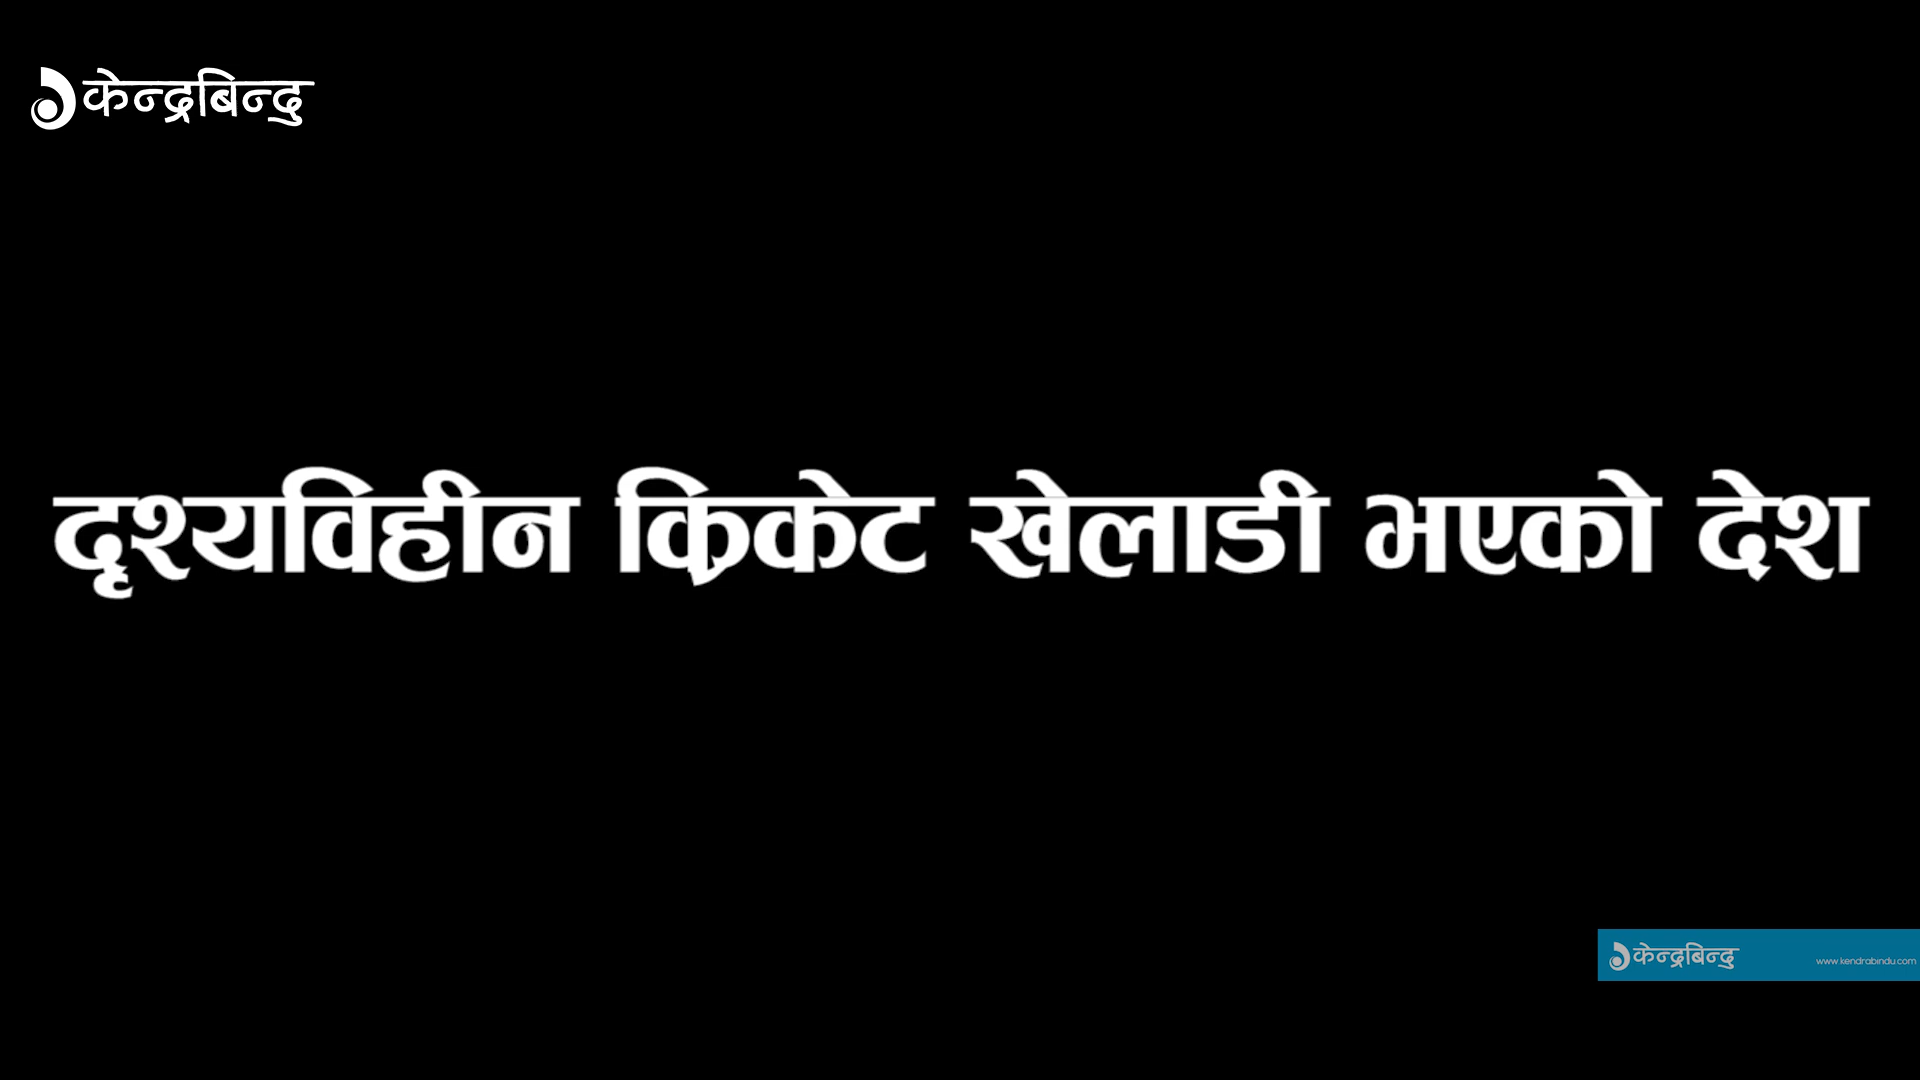 केन्द्रबिन्दु
दृश्यविहीन क्रिकेट खेलाडी भएको देश
केन्द्रबिन्दु www.kendrabindu.com